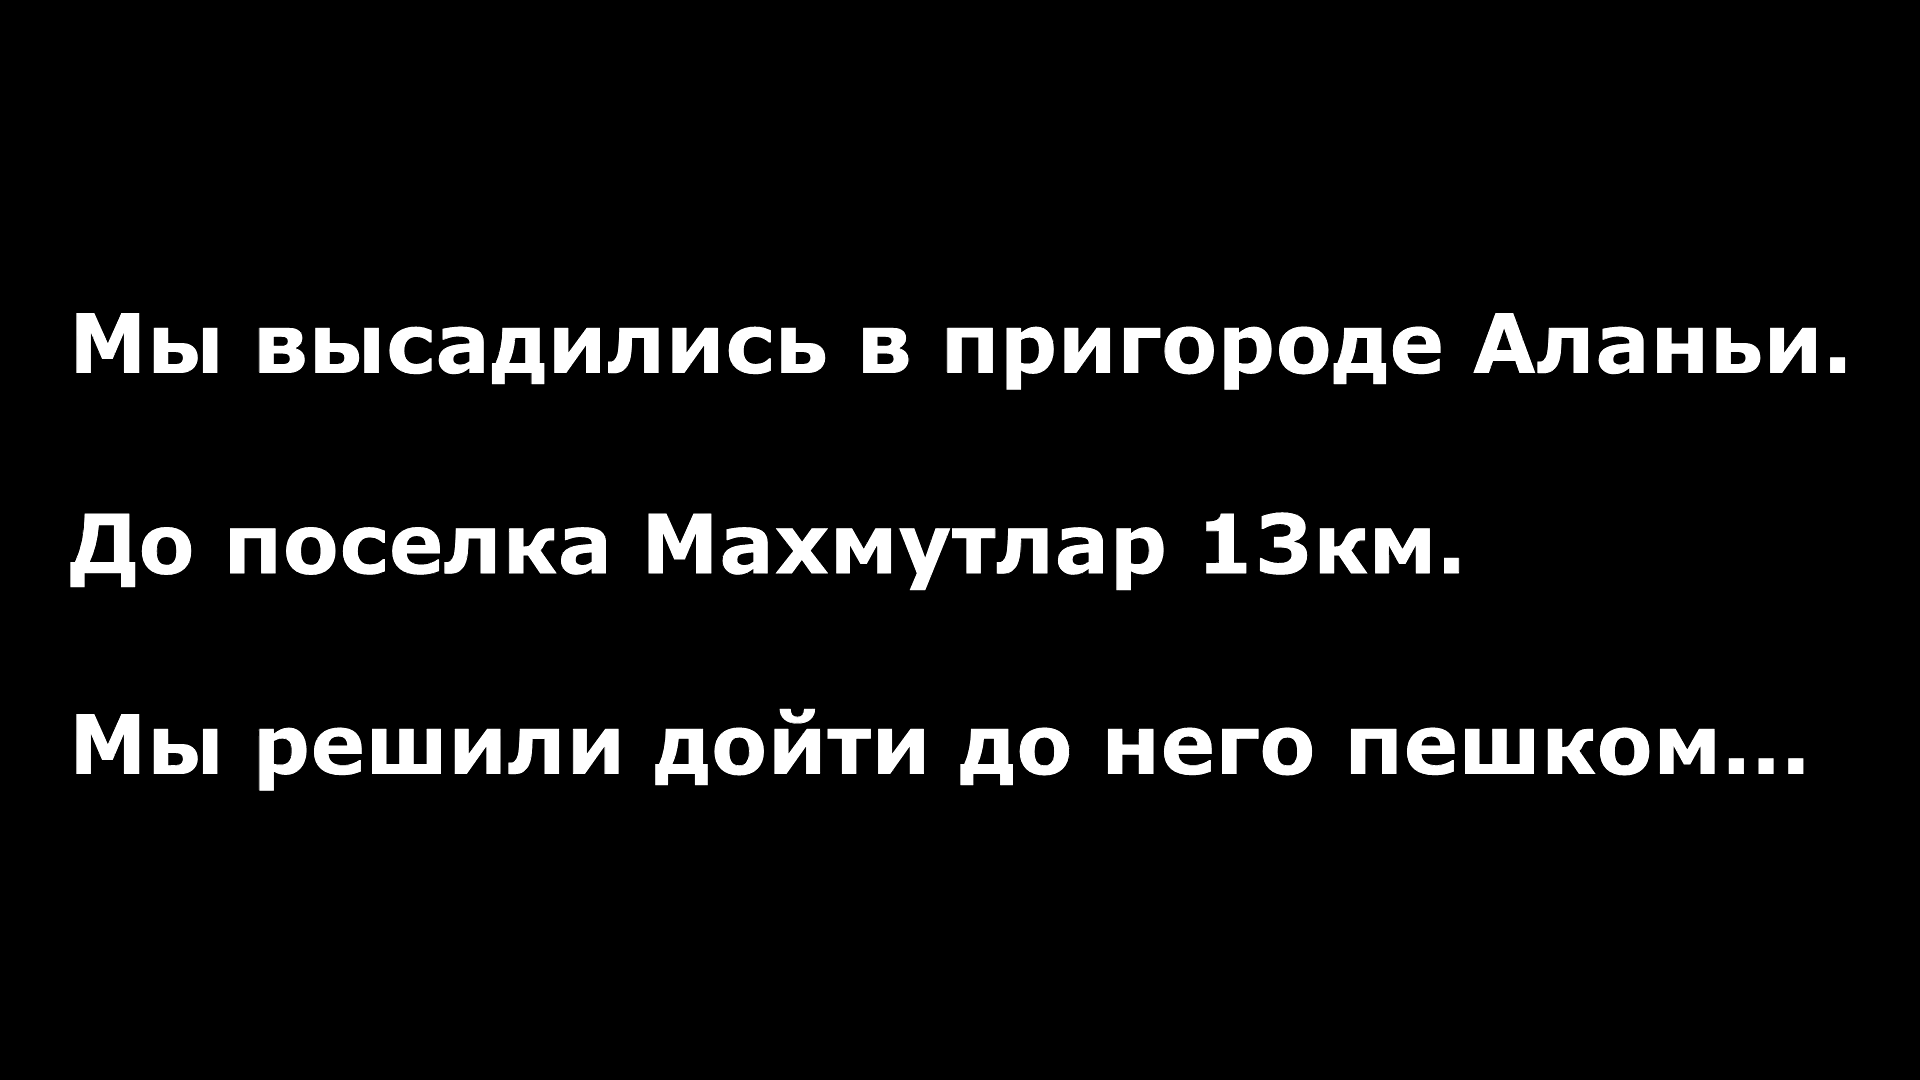 Мы высадились в пригороде Аланьи.
До поселка Махмутлар 13км.
Мы решили дойти до него пешком...